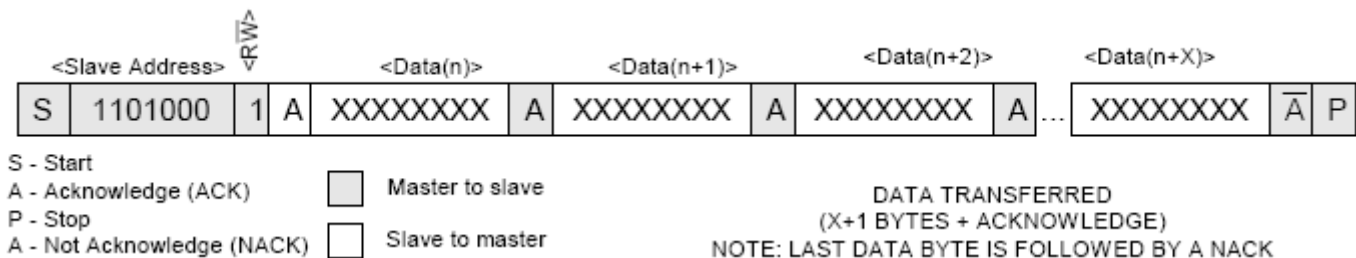 <Slave Address> <RW̅> <Data(n)> <Data(n+1)> <Data(n+2)> <Data(n+X)>
S 1101000 1 A XXXXXXXX A XXXXXXXX A XXXXXXXX A ... XXXXXXXX A̅ P
S - Start
A - Acknowledge (ACK)
P - Stop
A - Not Acknowledge (NACK)
Master to slave
Slave to master
DATA TRANSFERRED
(X+1 BYTES + ACKNOWLEDGE)
NOTE: LAST DATA BYTE IS FOLLOWED BY A NACK